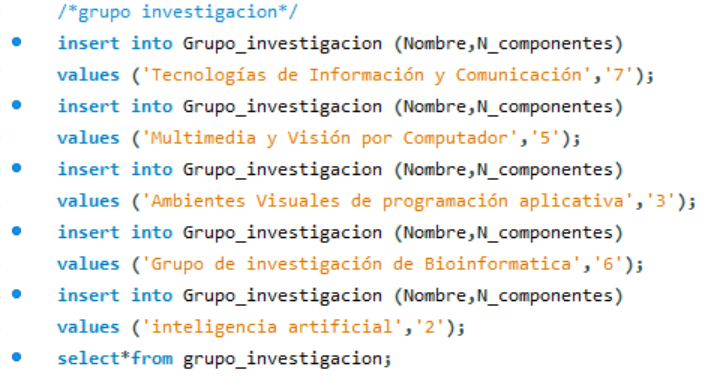 /*grupo investigacion*/
insert into Grupo_investigacion (Nombre,N_componentes)
values ('Tecnologías de Información y Comunicación','7');
insert into Grupo_investigacion (Nombre,N_componentes)
values ('Multimedia y Visión por Computador','5');
insert into Grupo_investigacion (Nombre,N_componentes)
values ('Ambientes Visuales de programación aplicativa','3');
insert into Grupo_investigacion (Nombre,N_componentes)
values ('Grupo de investigación de Bioinformatica','6');
insert into Grupo_investigacion (Nombre,N_componentes)
values ('inteligencia artificial','2');
select*from grupo_investigacion;